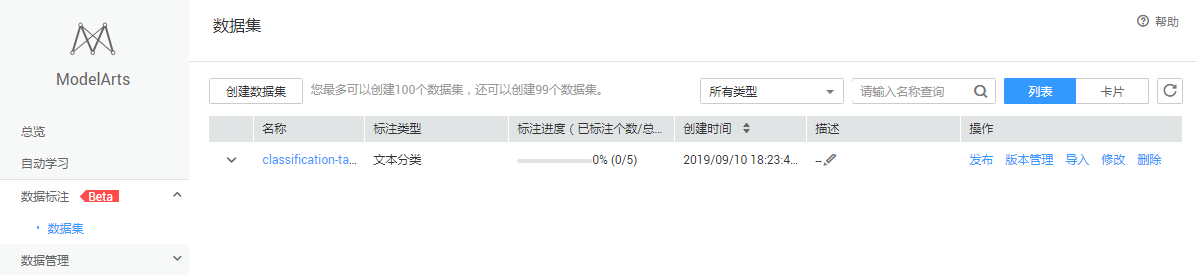 数据集
帮助
ModelArts
创建数据集 您最多可以创建100个数据集，还可以创建99个数据集。 所有类型 请输入名称查询 列表 卡片
名称 标注类型 标注进度（已标注个数/总... 创建时间 描述 操作
classification-ta... 文本分类 0% (0/5) 2019/09/10 18:23:4... -- 发布 版本管理 导入 修改 删除
总览
自动学习
数据标注 Beta
数据集
数据管理